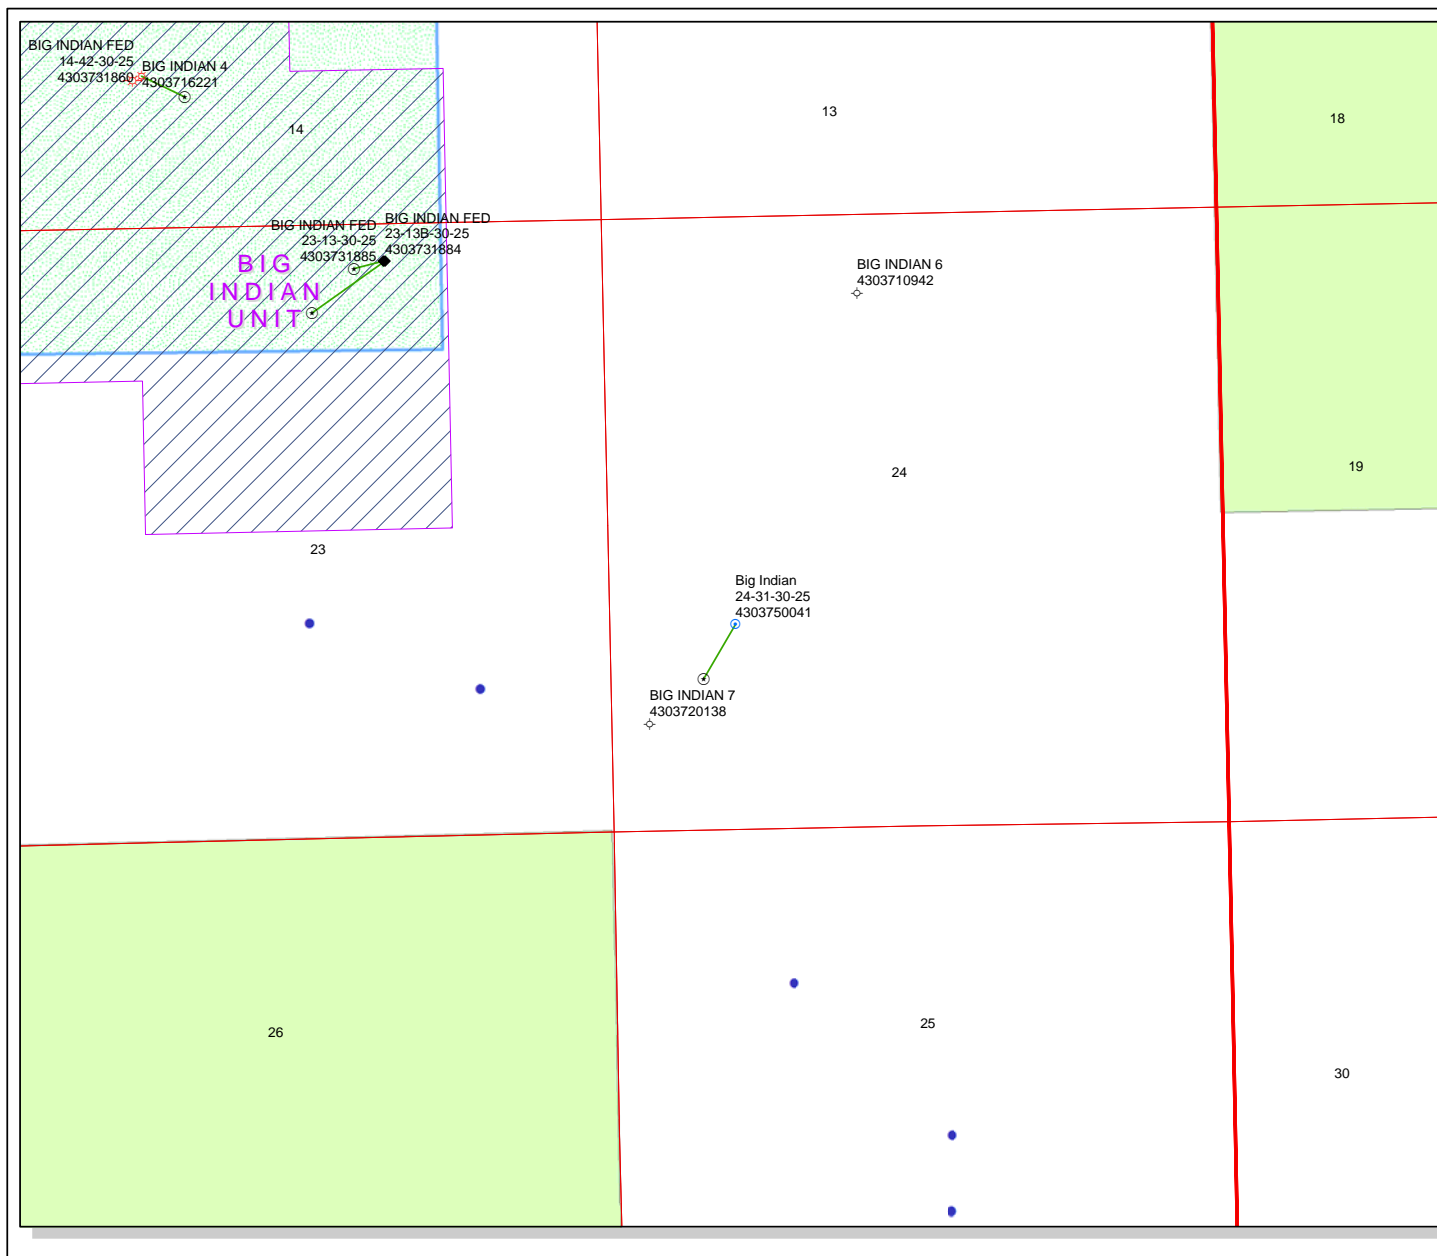 BIG INDIAN FED
14-42-30-25
4303731860
BIG INDIAN 4
4303716221
14
13
18
BIG INDIAN FED
23-13-30-25
4303731885
BIG INDIAN FED
23-13B-30-25
4303731884
BIG
INDIAN
UNIT
BIG INDIAN 6
4303710942
24
19
23
Big Indian
24-31-30-25
4303750041
BIG INDIAN 7
4303720138
26
25
30